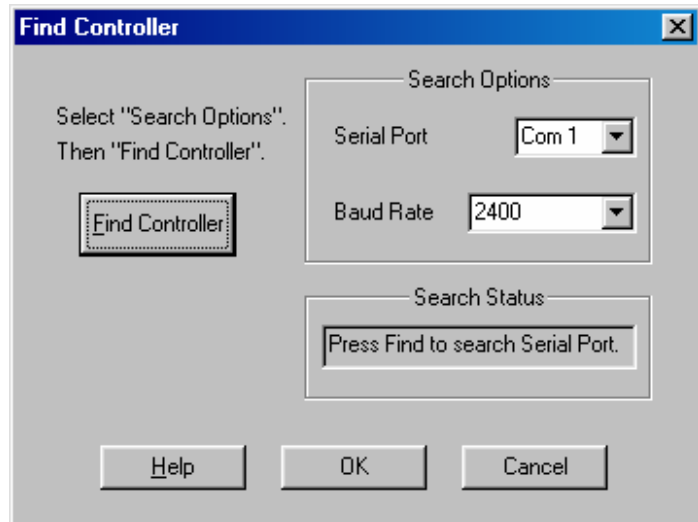 Find Controller
Select "Search Options".
Then "Find Controller".
Find Controller
Search Options
Serial Port
Com 1
Baud Rate
2400
Search Status
Press Find to search Serial Port.
Help
OK
Cancel